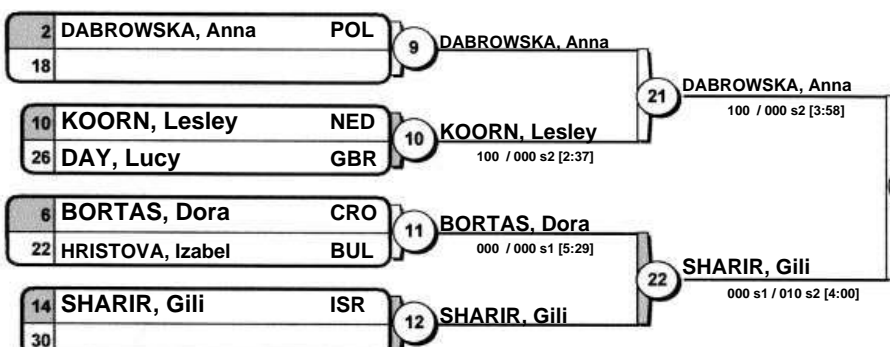 2 DABROWSKA, Anna POL
18
9
DABROWSKA, Anna
10 KOORN, Lesley NED
26 DAY, Lucy GBR
10
KOORN, Lesley
100 / 000 s2 [2:37]
21
DABROWSKA, Anna
100 / 000 s2 [3:58]
6 BORTAS, Dora CRO
22 HRISTOVA, Izabel BUL
11
BORTAS, Dora
000 / 000 s1 [5:29]
14 SHARIR, Gili ISR
30
12
SHARIR, Gili
22
SHARIR, Gili
000 s1 / 010 s2 [4:00]